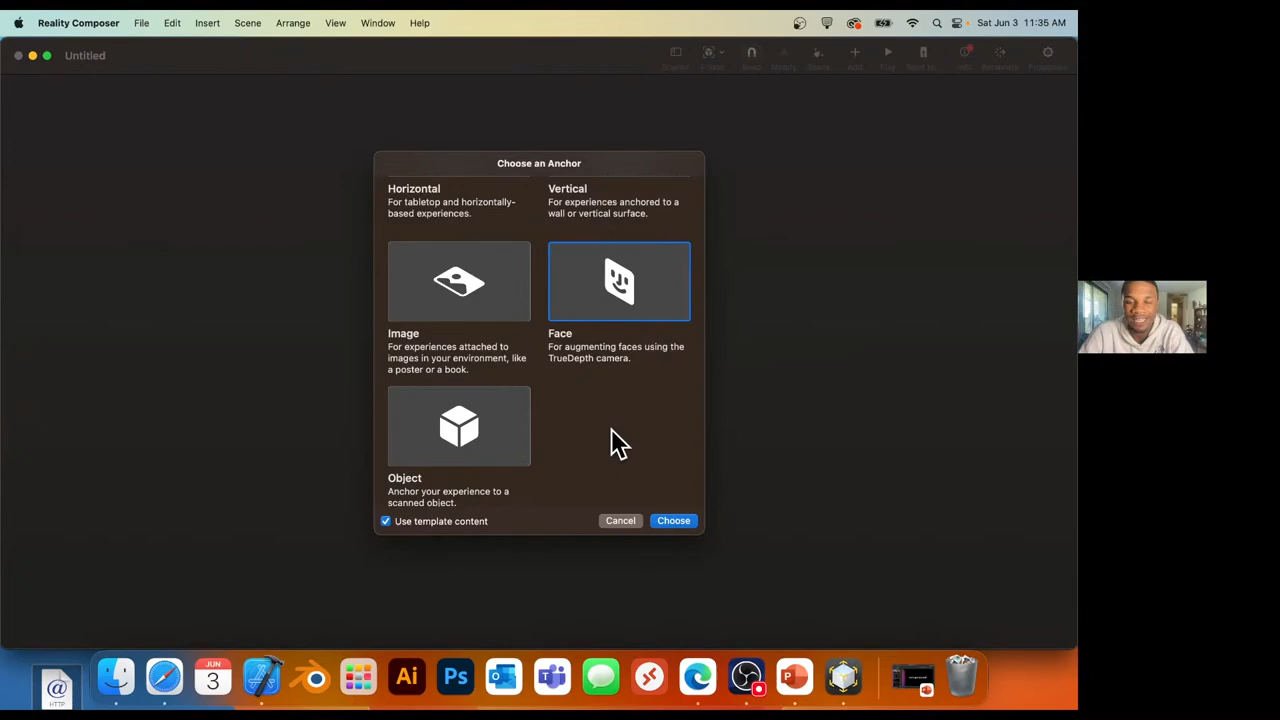 Reality Composer File Edit Insert Scene Arrange View Window Help Sat Jun 3 11:35 AM
Untitled
Choose an Anchor
Horizontal
For tabletop and horizontally-
based experiences.
Vertical
For experiences anchored to a
wall or vertical surface.
Image
For experiences attached to
images in your environment, like
a poster or a book.
Face
For augmenting faces using the
TrueDepth camera.
Object
Anchor your experience to a
scanned object.
Use template content
Cancel
Choose
JUN
3
Ai
Ps
HTTP